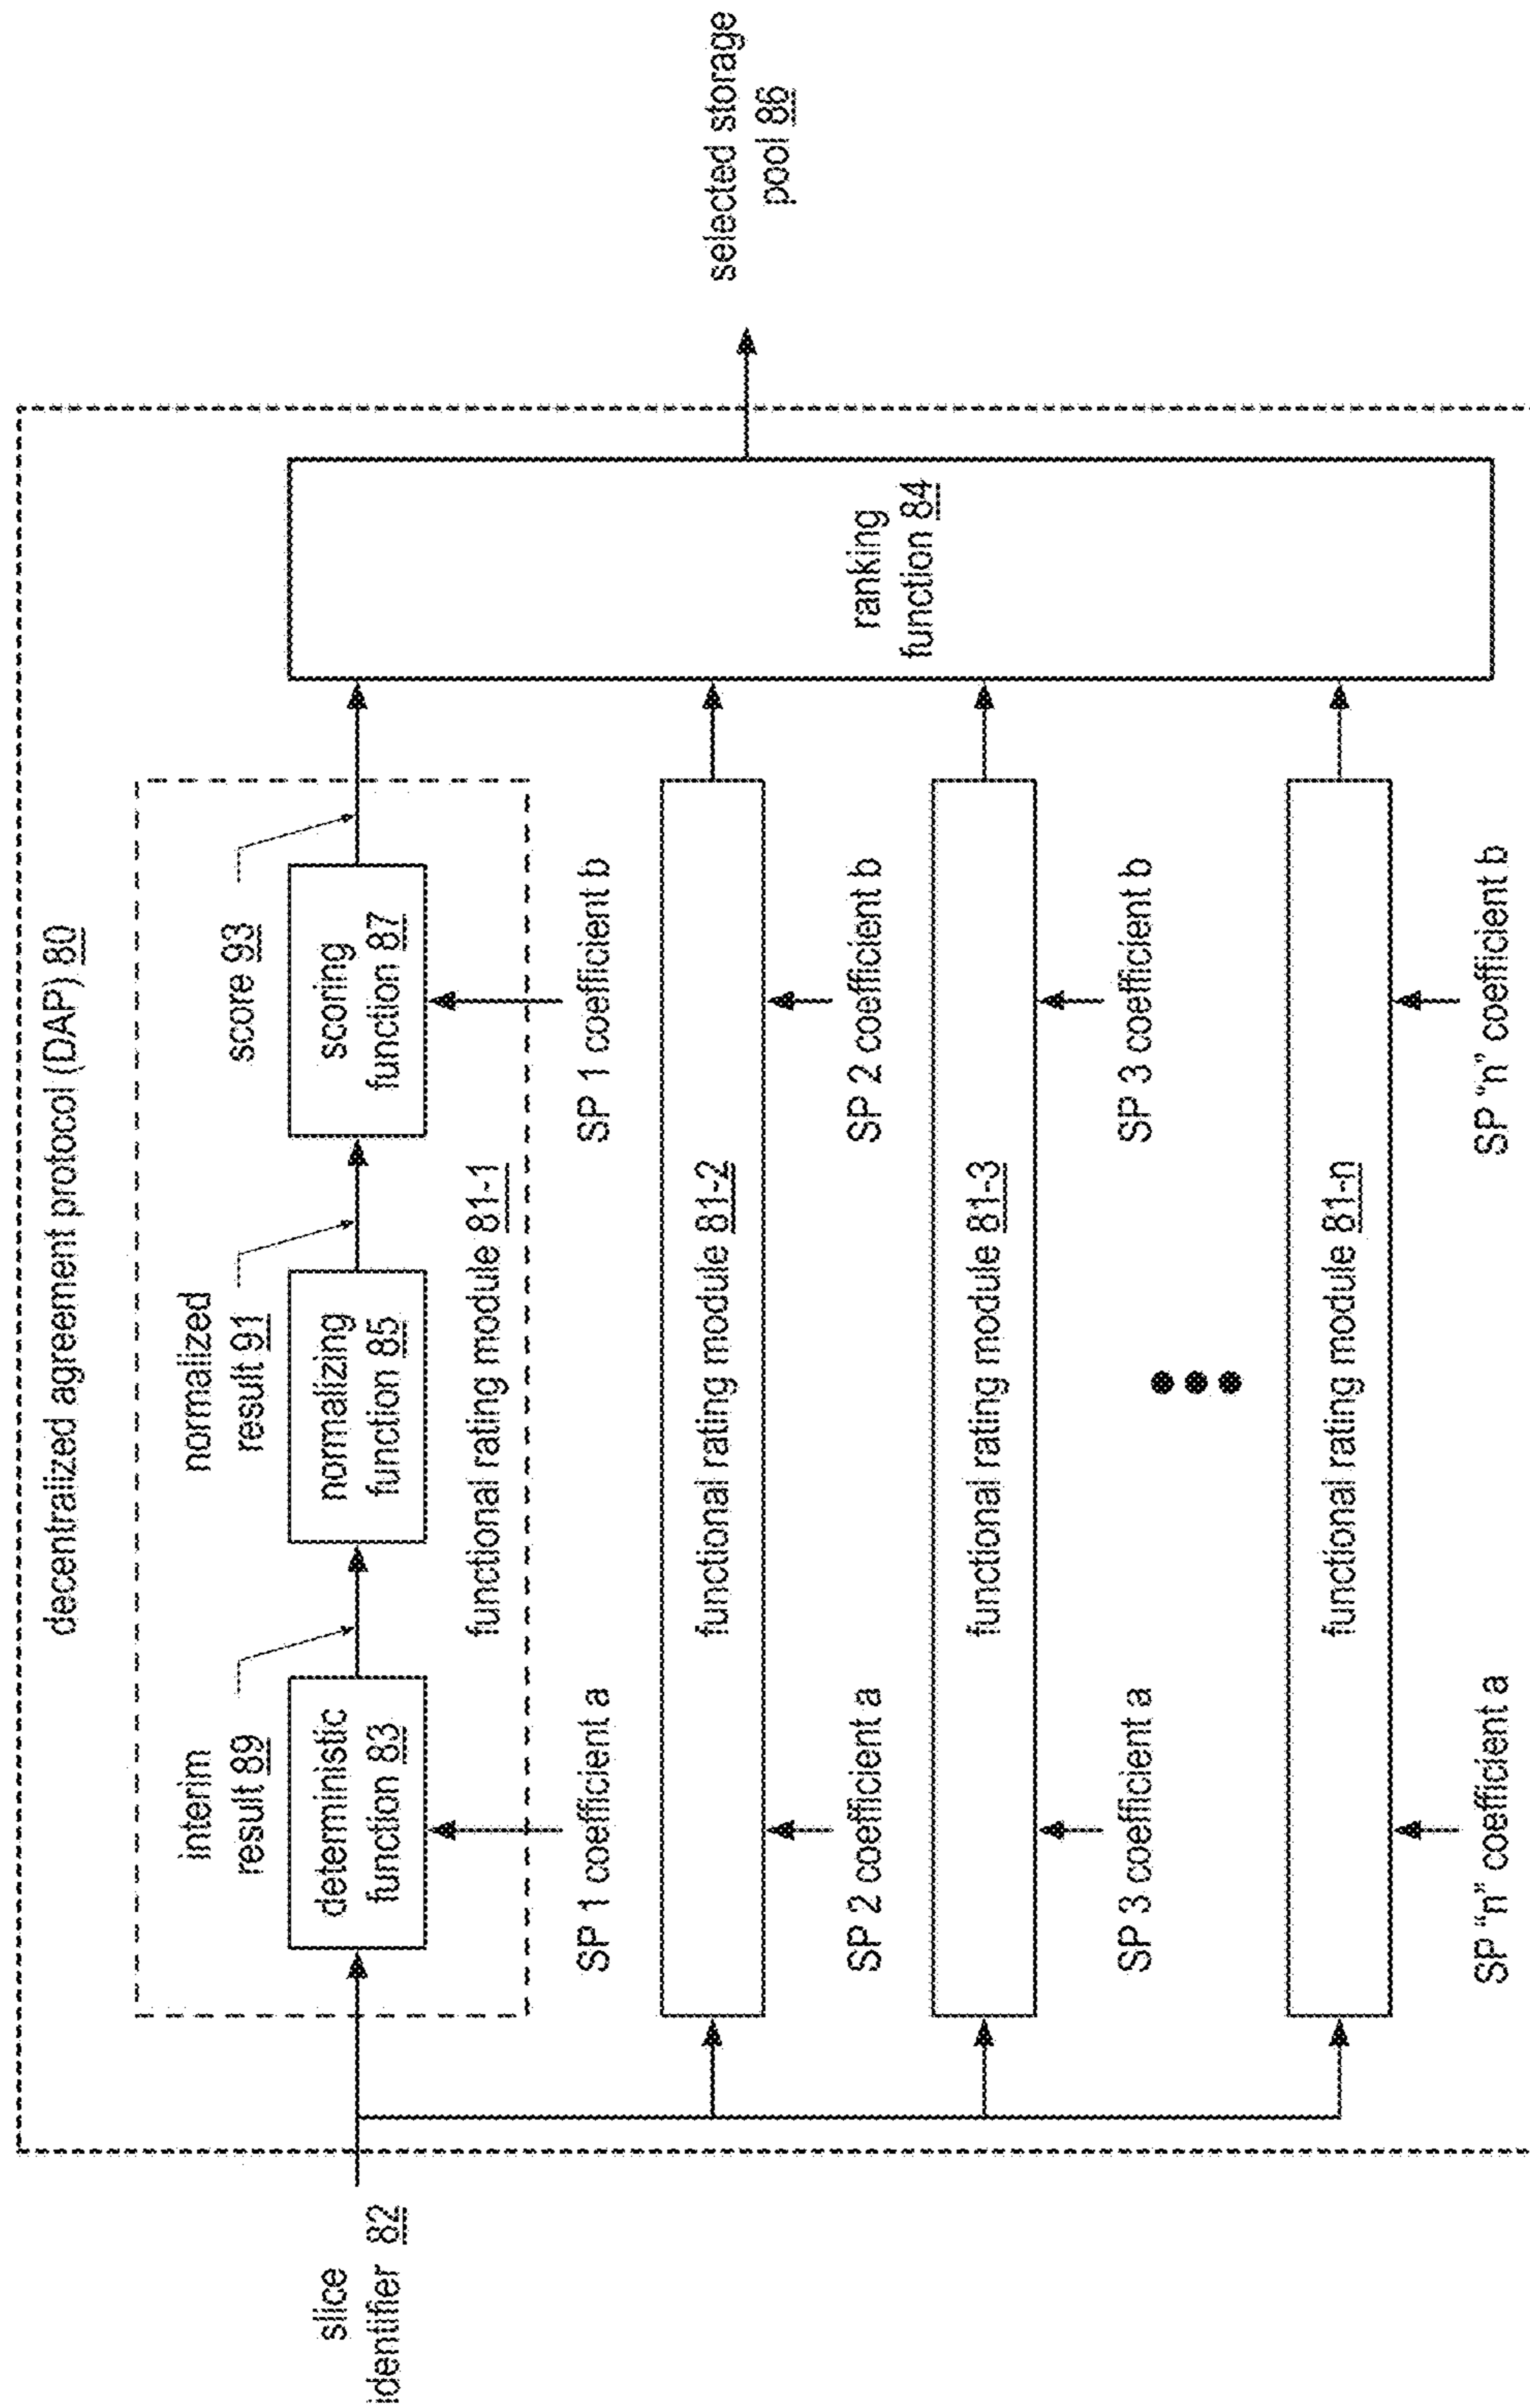 decentralized agreement protocol (DAP) 80
slice
identifier 82
interim
result 89
deterministic
function 83
normalized
result 91
normalizing
function 85
score 93
scoring
function 87
functional rating module 81-1
SP 1 coefficient a
SP 1 coefficient b
functional rating module 81-2
SP 2 coefficient a
SP 2 coefficient b
functional rating module 81-3
SP 3 coefficient a
SP 3 coefficient b
functional rating module 81-n
SP "n" coefficient a
SP "n" coefficient b
ranking
function 84
selected storage
pool 86